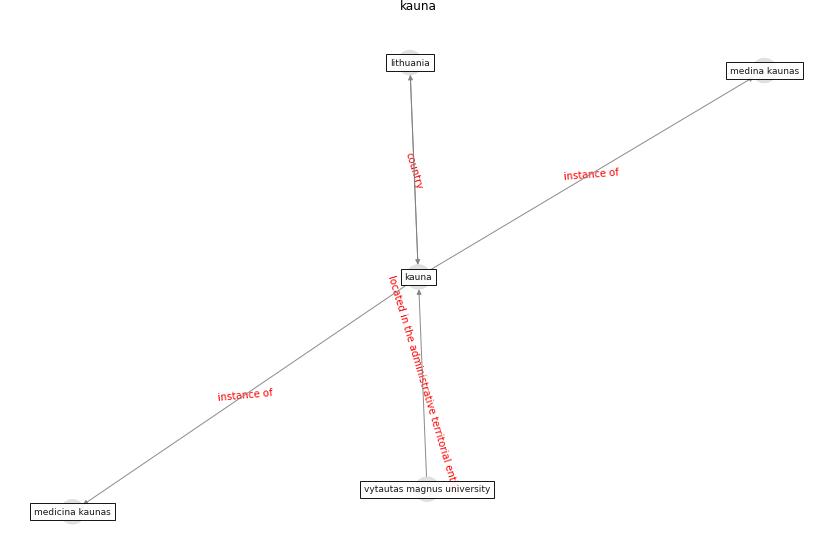 kauna
lithuania
medina kaunas
country
instance of
kauna
located in the administrative territorial ent
instance of
vytautas magnus university
medicina kaunas